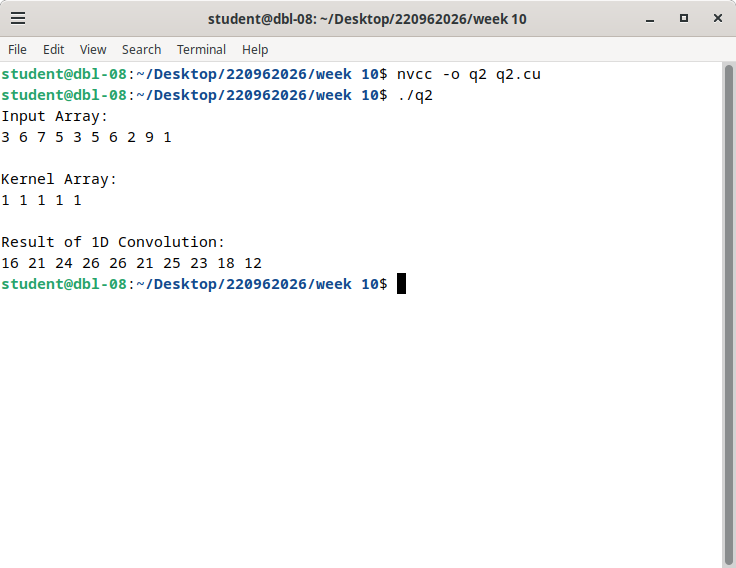 student@dbl-08: ~/Desktop/220962026/week 10
File Edit View Search Terminal Help
student@dbl-08:~/Desktop/220962026/week 10$ nvcc -o q2 q2.cu
student@dbl-08:~/Desktop/220962026/week 10$ ./q2
Input Array:
3 6 7 5 3 5 6 2 9 1
Kernel Array:
1 1 1 1 1
Result of 1D Convolution:
16 21 24 26 26 21 25 23 18 12
student@dbl-08:~/Desktop/220962026/week 10$